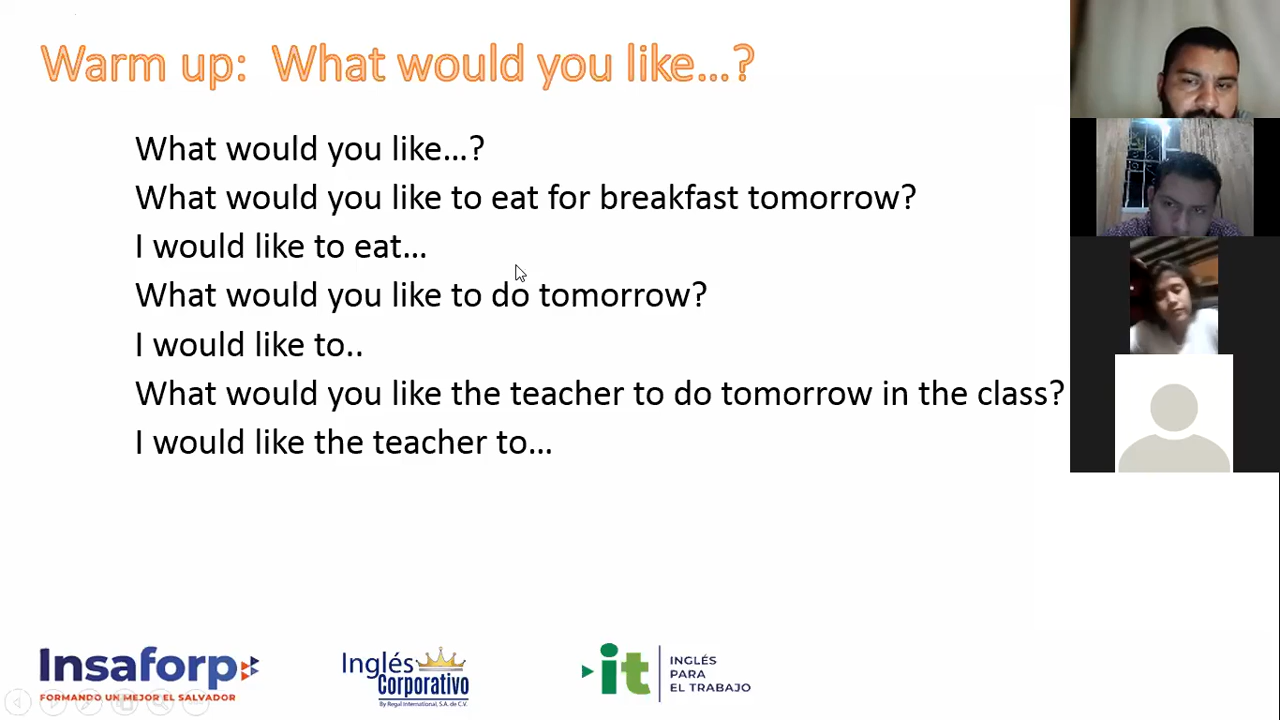 Warm up:  What would you like...?
What would you like...?
What would you like to eat for breakfast tomorrow?
I would like to eat...
What would you like to do tomorrow?
I would like to..
What would you like the teacher to do tomorrow in the class?
I would like the teacher to...
Insaforp
FORMANDO UN MEJOR EL SALVADOR
Inglés
Corporativo
By Regal International, S.A. de C.V.
it
INGLÉS
PARA
EL TRABAJO